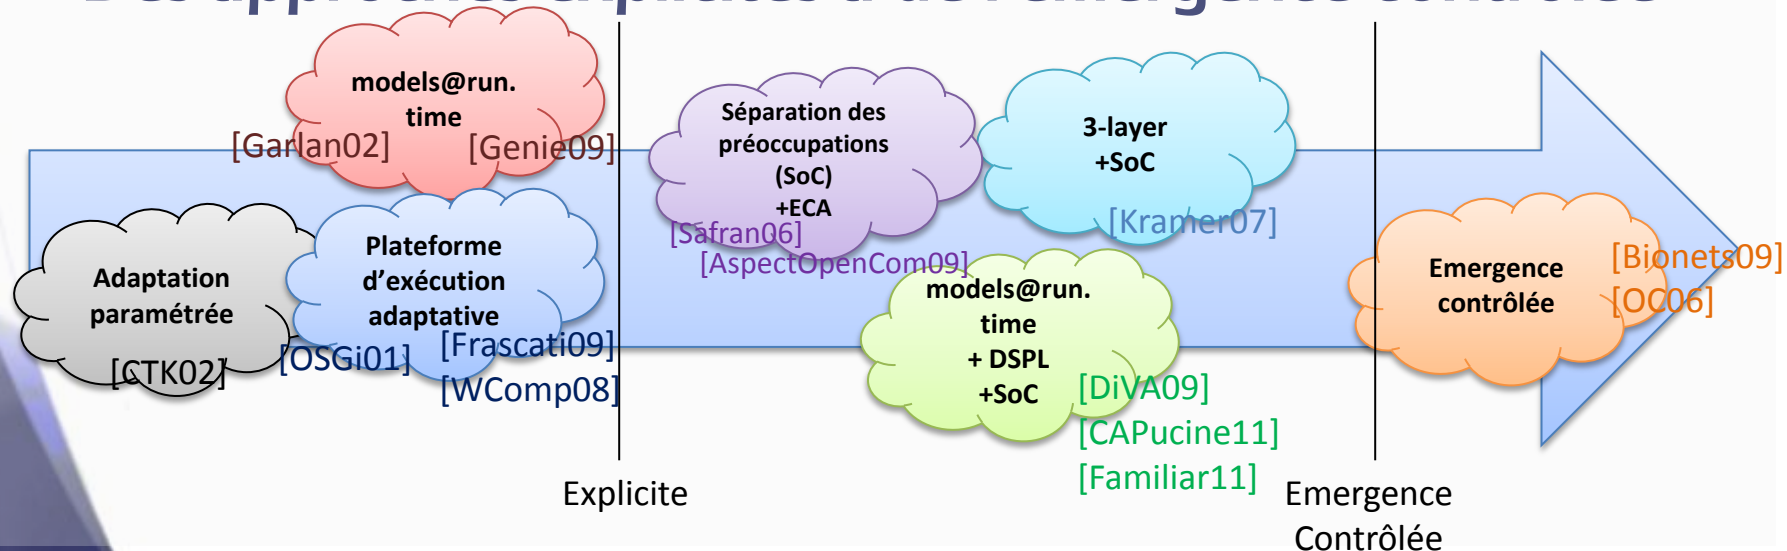 models@run.
time
[Garlan02]
[Genie09]
Adaptation
paramétrée
[CTK02]
Plateforme
d'exécution
adaptative
[OSGi01]
[Frascati09]
[WComp08]
Explicite
Séparation des
préoccupations
(SoC)
+ECA
[Safran06]
[AspectOpenCom09]
3-layer
+SoC
[Kramer07]
models@run.
time
+ DSPL
+SoC
[DiVA09]
[CAPucine11]
[Familiar11]
Emergence
Contrôlée
Emergence
contrôlée
[Bionets09]
[OC06]